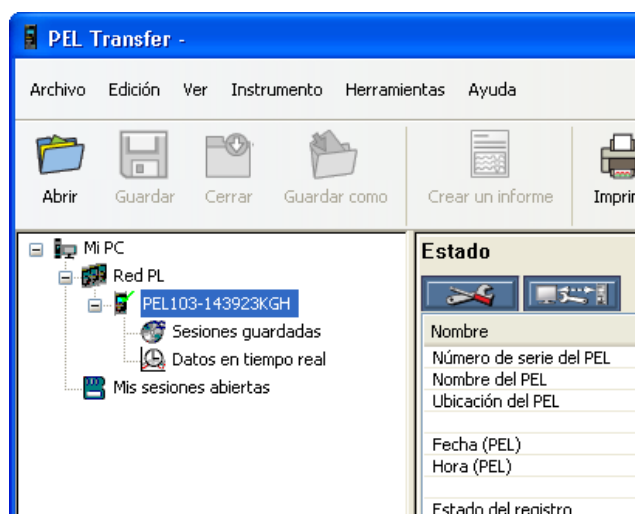 PEL Transfer -
Archivo Edición Ver Instrumento Herramientas Ayuda
Abrir Guardar Cerrar Guardar como Crear un informe Imprim
Mi PC
Red PL
PEL103-143923KGH
Sesiones guardadas
Datos en tiempo real
Mis sesiones abiertas
Estado
Nombre
Número de serie del PEL
Nombre del PEL
Ubicación del PEL
Fecha (PEL)
Hora (PEL)
Estado del registro